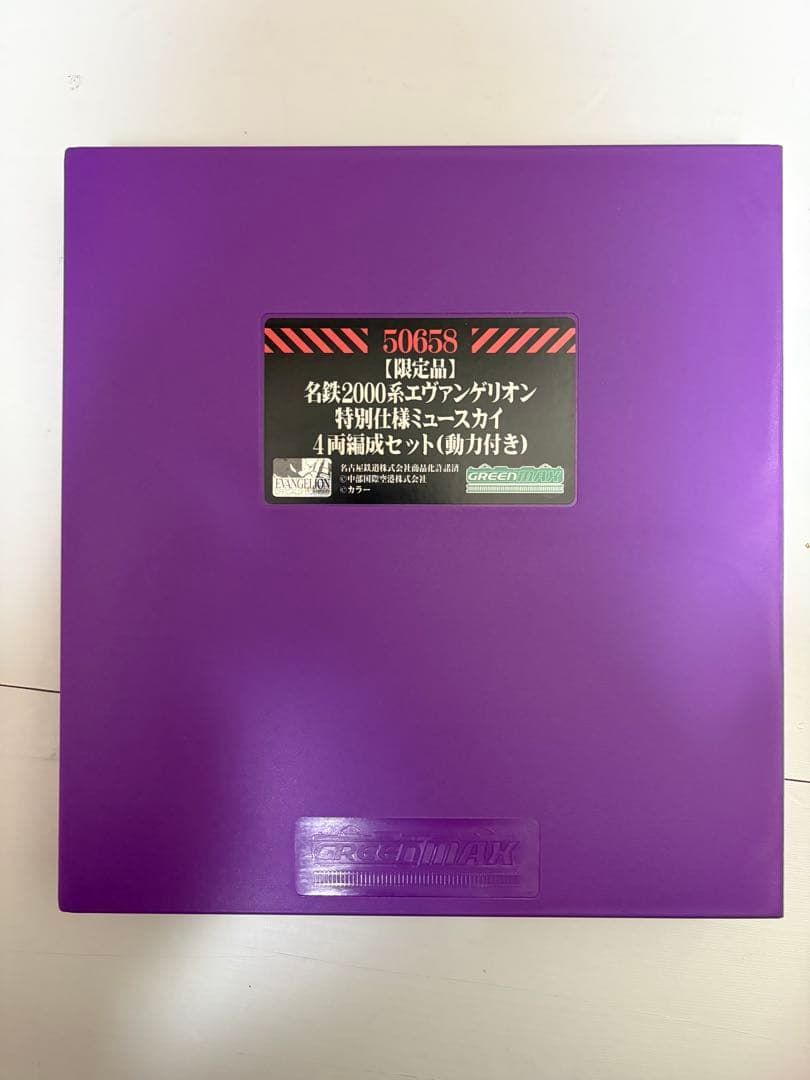 50658
【限定品】
名鉄2000系エヴァンゲリオン
特別仕様ミュースカイ
4両編成セット(動力付き)
名古屋鉄道株式会社商品化許諾済
©中部国際空港株式会社
©カラー
EVANGELION
GREENMAX
GREENMAX